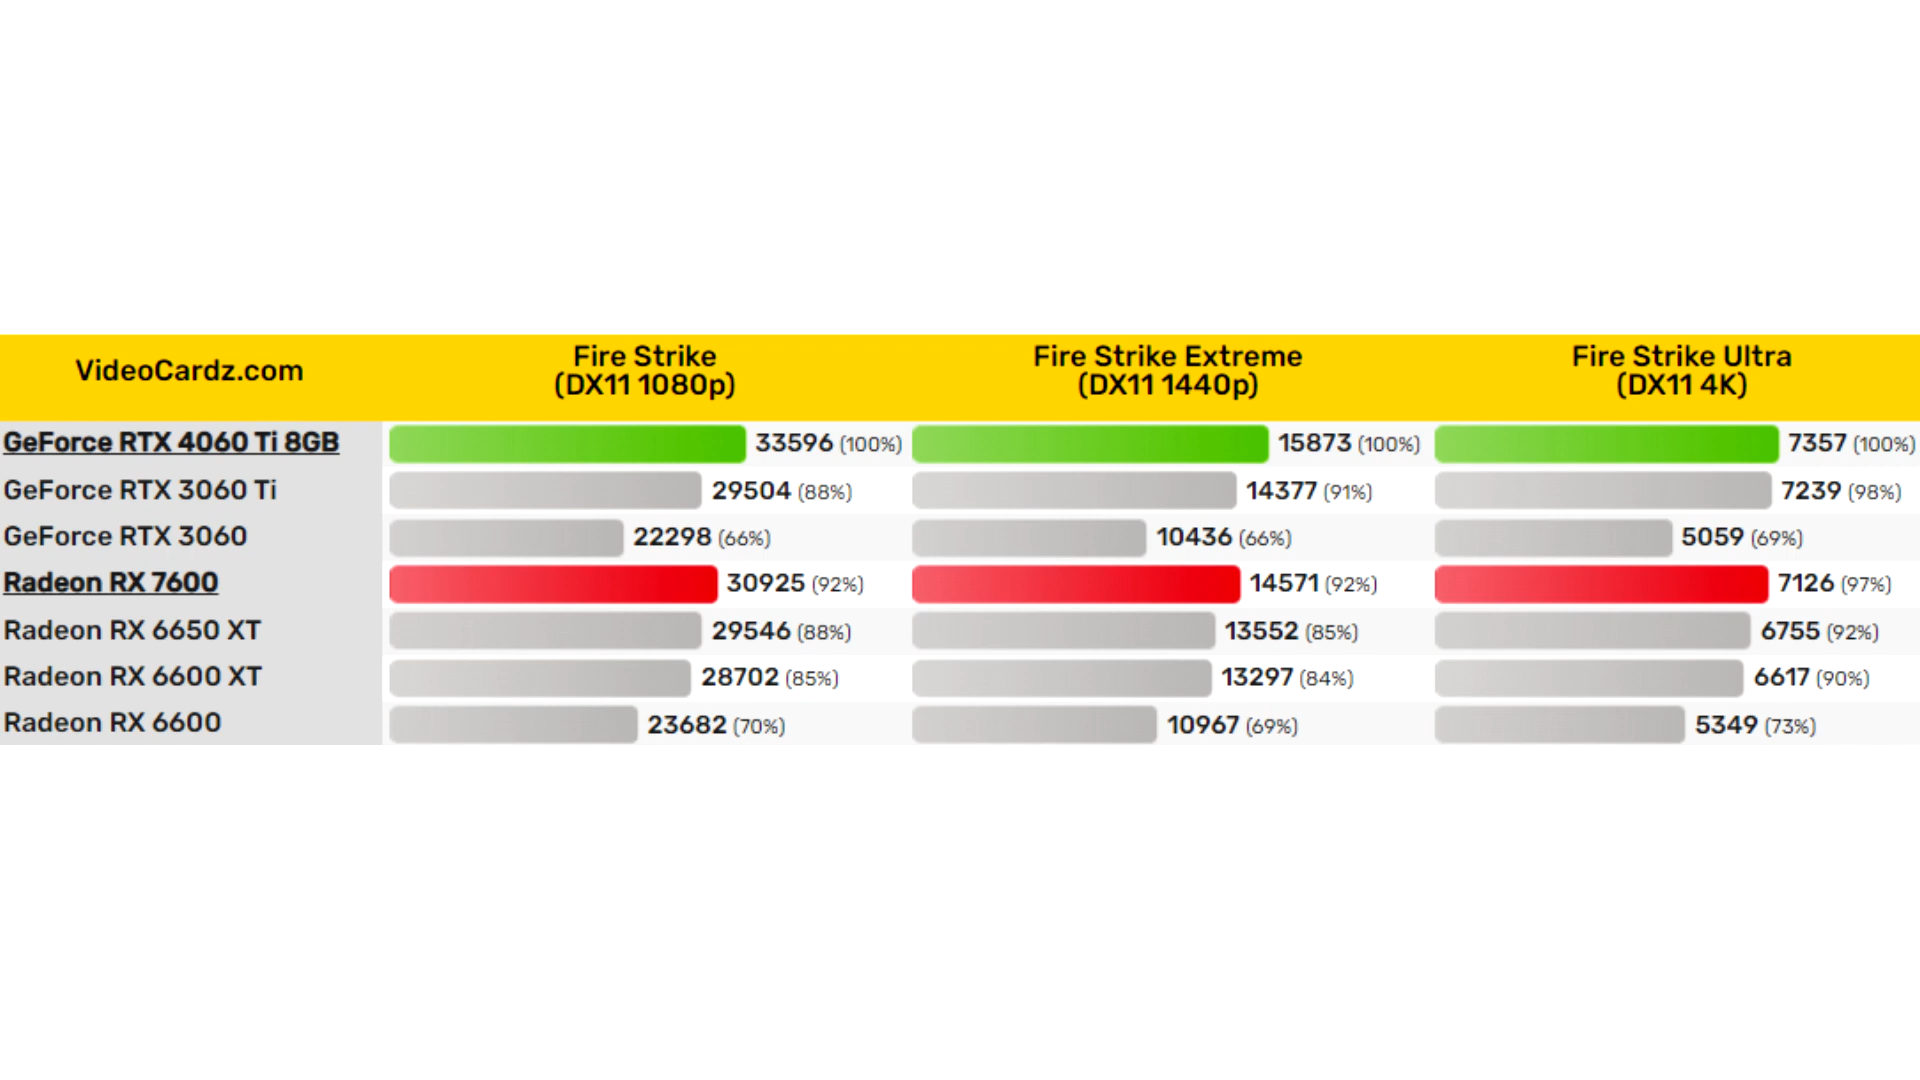 VideoCardz.com
Fire Strike
(DX11 1080p)
Fire Strike Extreme
(DX11 1440p)
Fire Strike Ultra
(DX11 4K)
GeForce RTX 4060 Ti 8GB 33596 (100%) 15873 (100%) 7357 (100%)
GeForce RTX 3060 Ti 29504 (88%) 14377 (91%) 7239 (98%)
GeForce RTX 3060 22298 (66%) 10436 (66%) 5059 (69%)
Radeon RX 7600 30925 (92%) 14571 (92%) 7126 (97%)
Radeon RX 6650 XT 29546 (88%) 13552 (85%) 6755 (92%)
Radeon RX 6600 XT 28702 (85%) 13297 (84%) 6617 (90%)
Radeon RX 6600 23682 (70%) 10967 (69%) 5349 (73%)